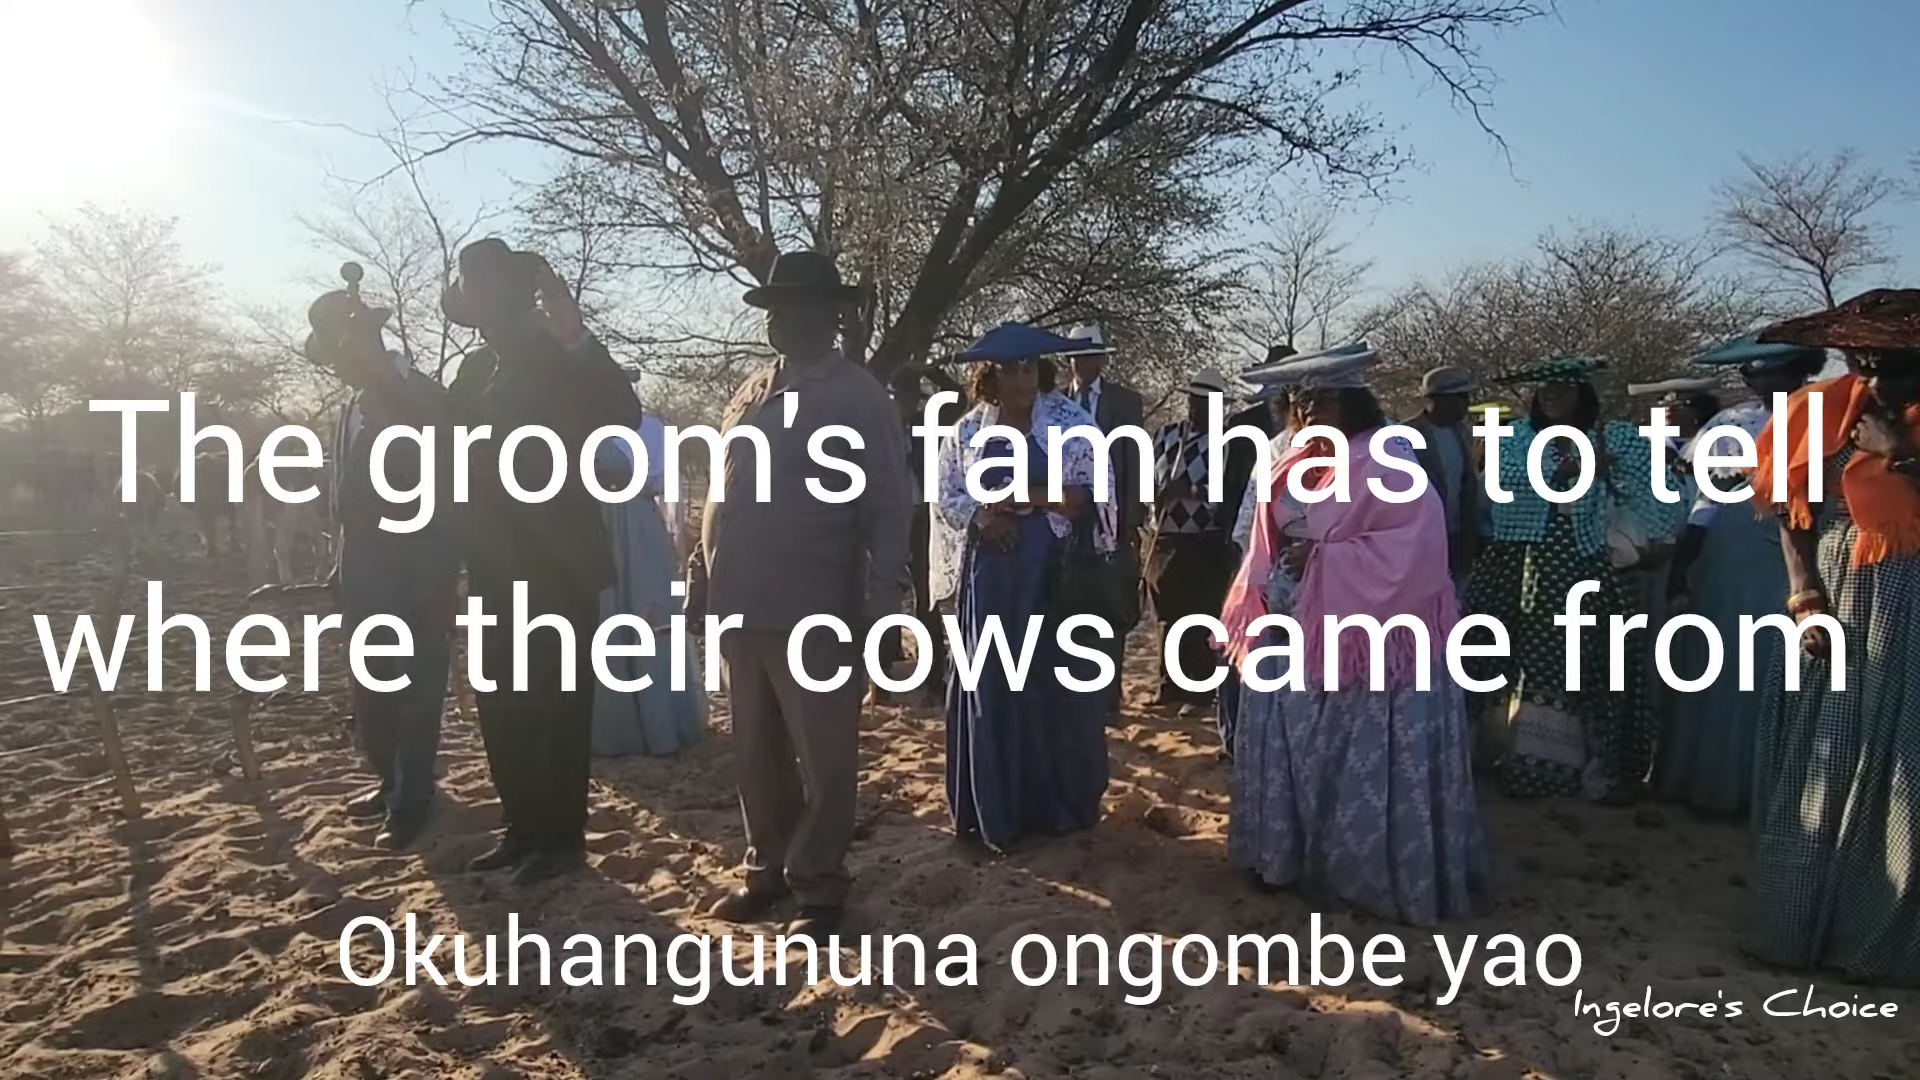 The groom's fam has to tell
where their cows came from
Okuhangununa ongombe yao
Ingelore's Choice